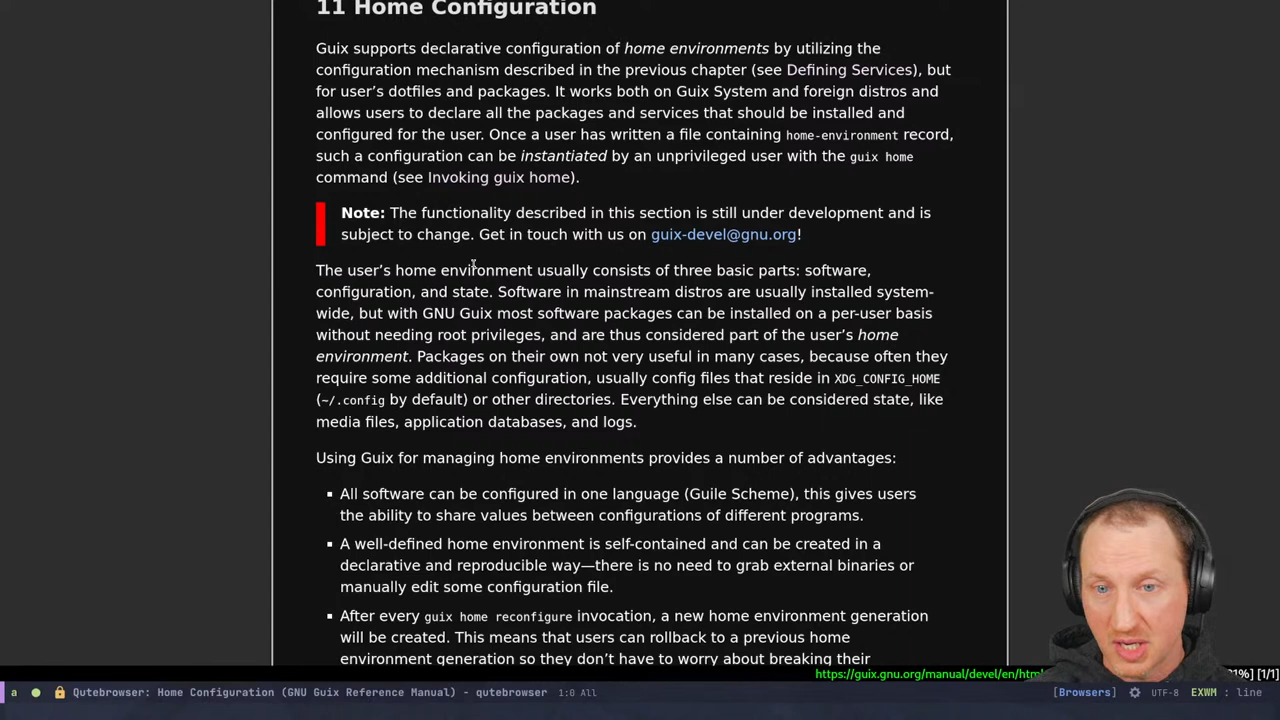 11 Home Configuration
Guix supports declarative configuration of home environments by utilizing the
configuration mechanism described in the previous chapter (see Defining Services), but
for user’s dotfiles and packages. It works both on Guix System and foreign distros and
allows users to declare all the packages and services that should be installed and
configured for the user. Once a user has written a file containing home-environment record,
such a configuration can be instantiated by an unprivileged user with the guix home
command (see Invoking guix home).
Note: The functionality described in this section is still under development and is
subject to change. Get in touch with us on guix-devel@gnu.org!
The user’s home environment usually consists of three basic parts: software,
configuration, and state. Software in mainstream distros are usually installed system-
wide, but with GNU Guix most software packages can be installed on a per-user basis
without needing root privileges, and are thus considered part of the user’s home
environment. Packages on their own not very useful in many cases, because often they
require some additional configuration, usually config files that reside in XDG_CONFIG_HOME
(~/.config by default) or other directories. Everything else can be considered state, like
media files, application databases, and logs.
Using Guix for managing home environments provides a number of advantages:
▪ All software can be configured in one language (Guile Scheme), this gives users
the ability to share values between configurations of different programs.
▪ A well-defined home environment is self-contained and can be created in a
declarative and reproducible way—there is no need to grab external binaries or
manually edit some configuration file.
▪ After every guix home reconfigure invocation, a new home environment generation
will be created. This means that users can rollback to a previous home
environment generation so they don’t have to worry about breaking their
https://guix.gnu.org/manual/devel/en/html 1%] [1/1]
a Qutebrowser: Home Configuration (GNU Guix Reference Manual) - qutebrowser 1:0 All [Browsers] UTF-8 EXWM : line